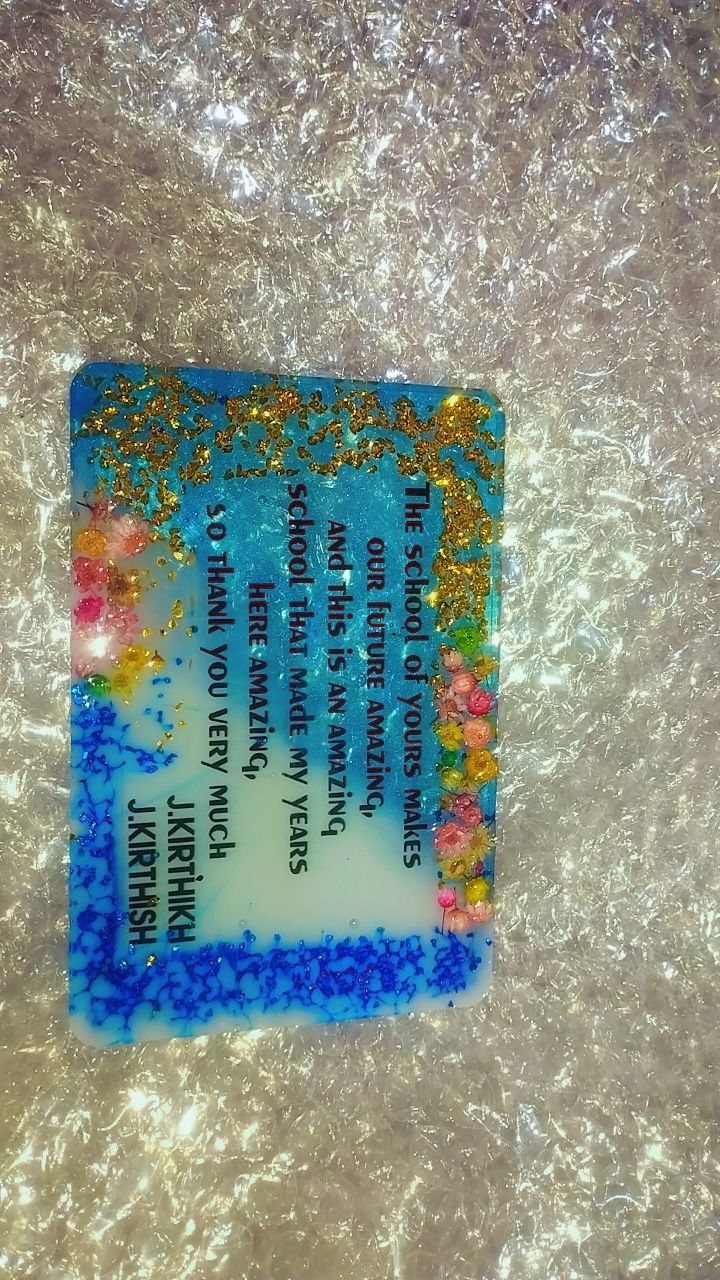 The school of yours makes
our future amazing,
and this is an amazing
school that made my years
here amazing,
so thank you very much
J.KIRTHIKH
J.KIRTHISH